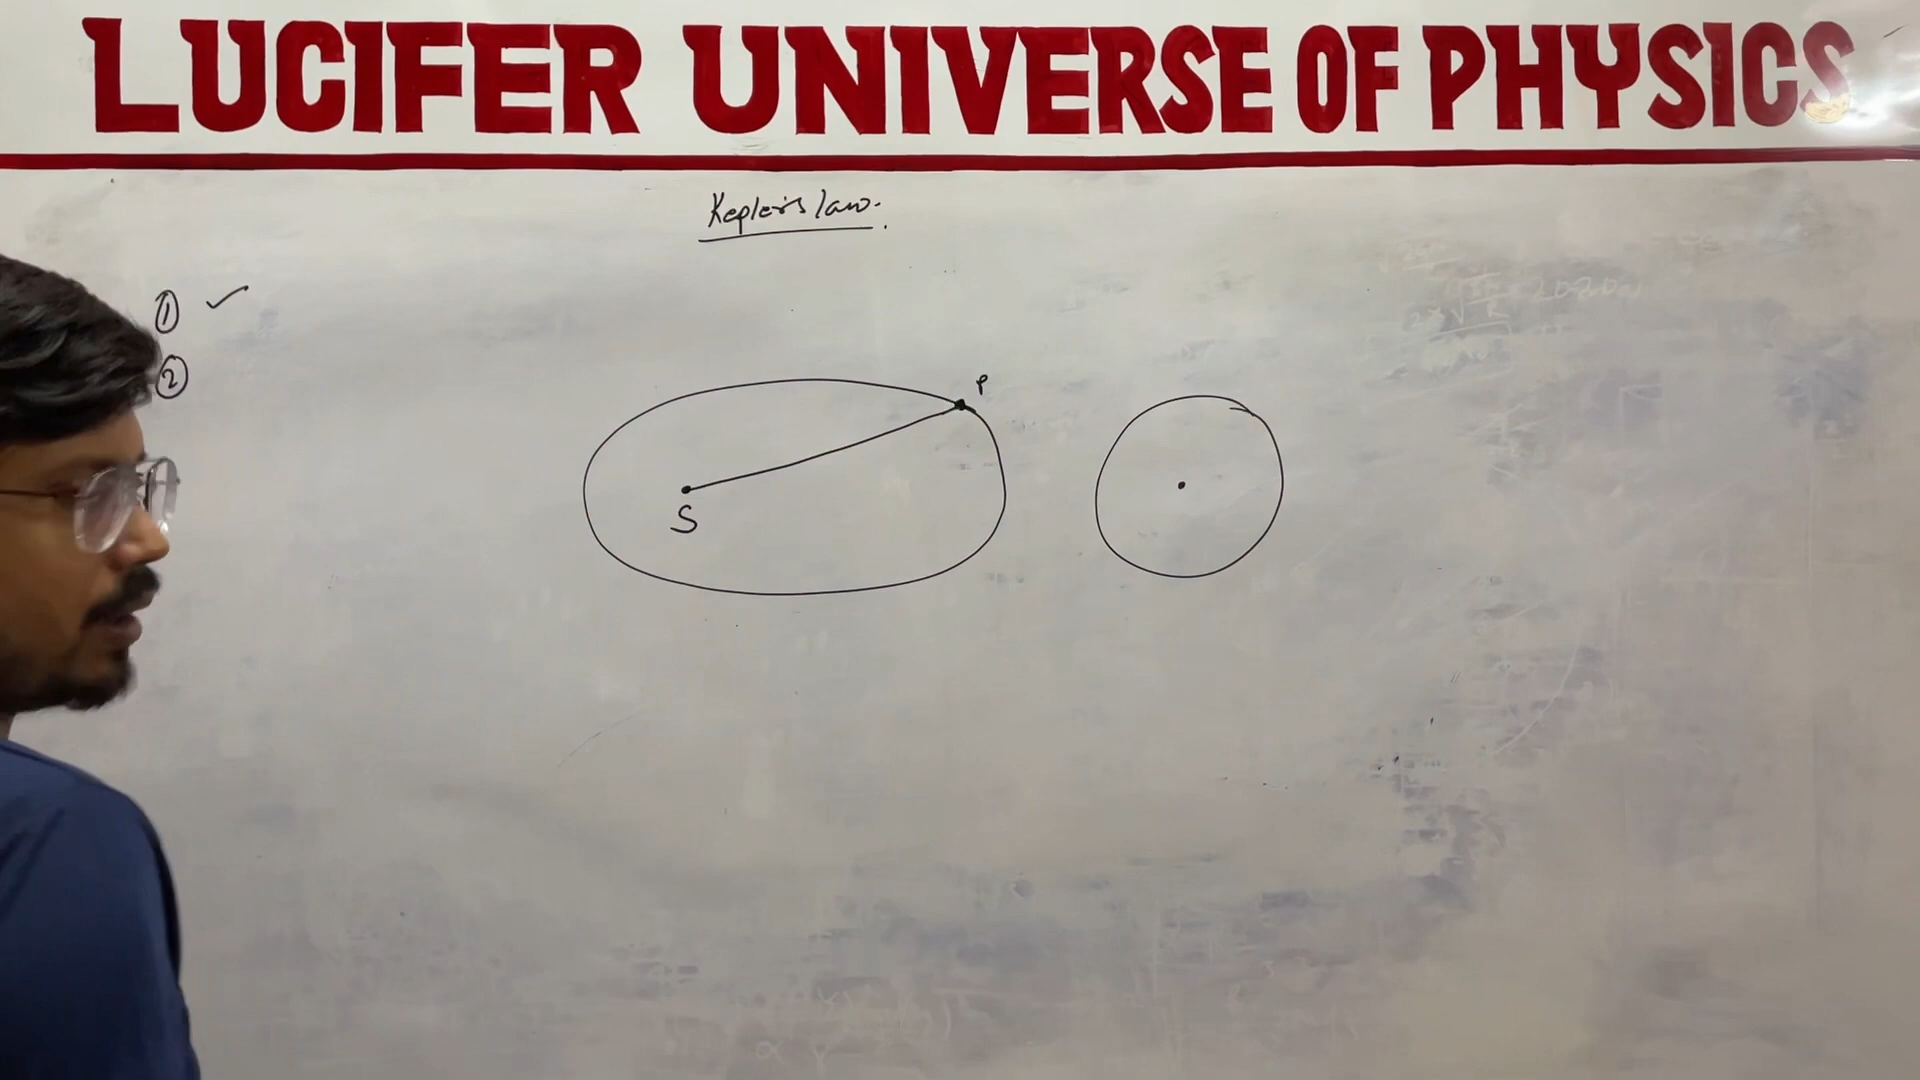 LUCIFER UNIVERSE OF PHYSICS
Kepler's law.
①
②
P
S